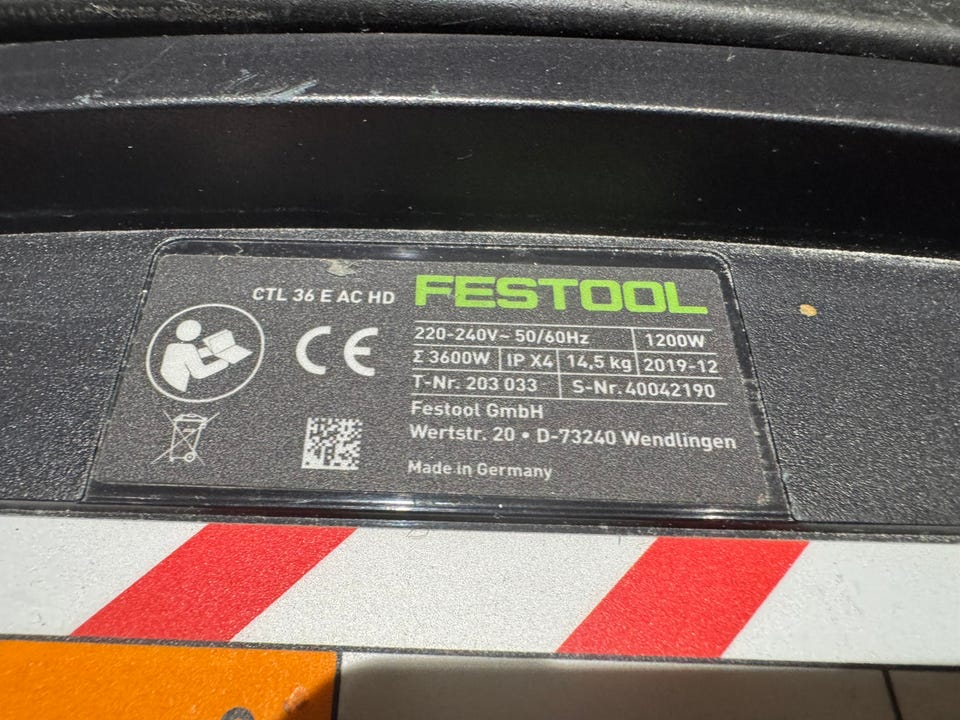 CTL 36 E AC HD FESTOOL
CE
220-240V~ 50/60Hz 1200W
Σ 3600W IP X4 14,5 kg 2019-12
T-Nr. 203 033 S-Nr. 40042190
Festool GmbH
Wertstr. 20 • D-73240 Wendlingen
Made in Germany